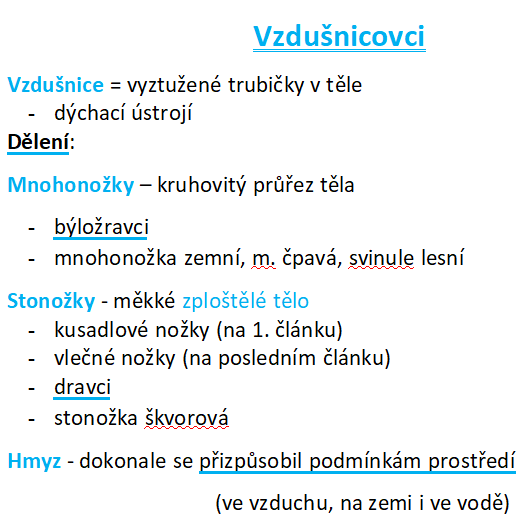 Vzdušnicovci
Vzdušnice = vyztužené trubičky v těle
- dýchací ústrojí
Dělení:
Mnohonožky – kruhovitý průřez těla
- býložravci
- mnohonožka zemní, m. čpavá, svinule lesní
Stonožky - měkké zploštělé tělo
- kusadlové nožky (na 1. článku)
- vlečné nožky (na posledním článku)
- dravci
- stonožka škvorová
Hmyz - dokonale se přizpůsobil podmínkám prostředí
(ve vzduchu, na zemi i ve vodě)